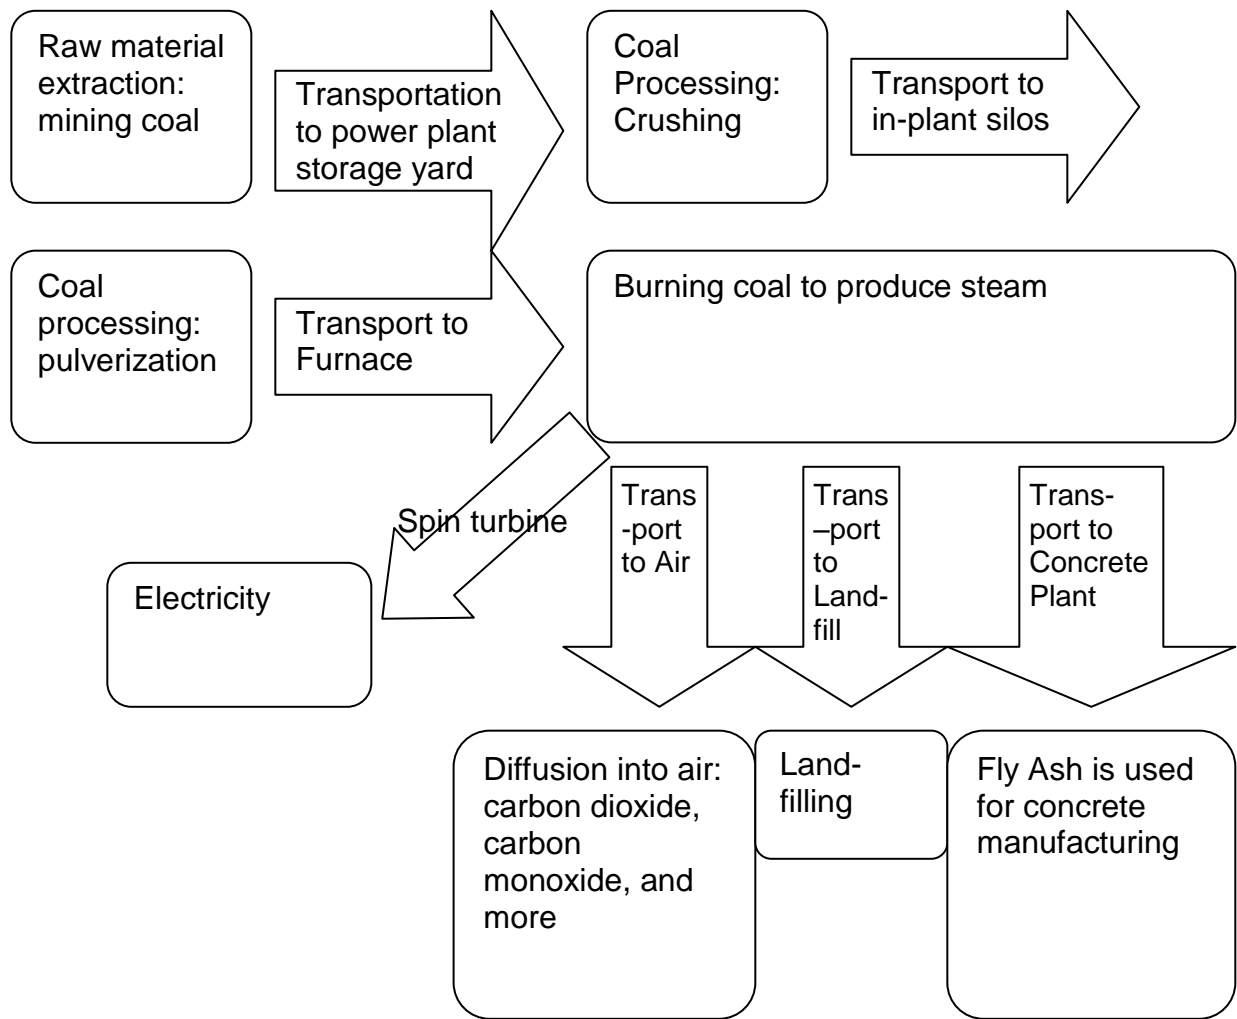 Raw material
extraction:
mining coal
Transportation
to power plant
storage yard
Coal
Processing:
Crushing
Transport to
in-plant silos
Coal
processing:
pulverization
Transport to
Furnace
Burning coal to produce steam
Spin turbine
Electricity
Trans
-port
to Air
Trans
–port
to
Land-
fill
Trans-
port to
Concrete
Plant
Diffusion into air:
carbon dioxide,
carbon
monoxide, and
more
Land-
filling
Fly Ash is used
for concrete
manufacturing